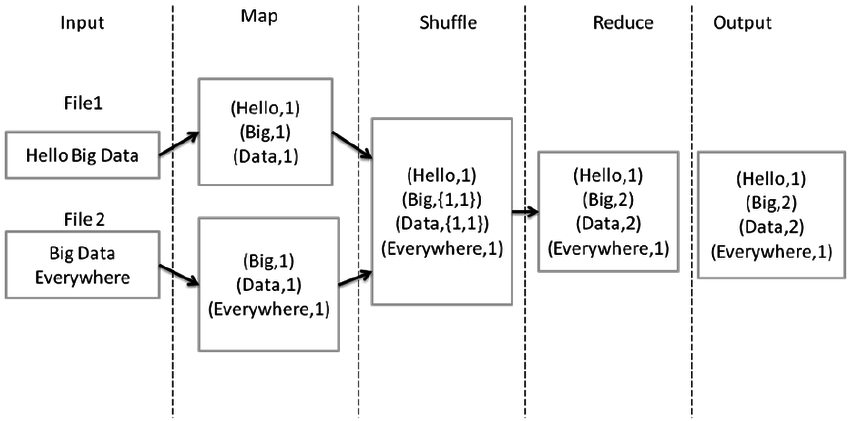 Input
Map
Shuffle
Reduce
Output
File1
Hello Big Data
File2
Big Data
Everywhere
(Hello,1)
(Big,1)
(Data,1)
(Big,1)
(Data,1)
(Everywhere,1)
(Hello,1)
(Big,{1,1})
(Data,{1,1})
(Everywhere,1)
(Hello,1)
(Big,2)
(Data,2)
(Everywhere,1)
(Hello,1)
(Big,2)
(Data,2)
(Everywhere,1)